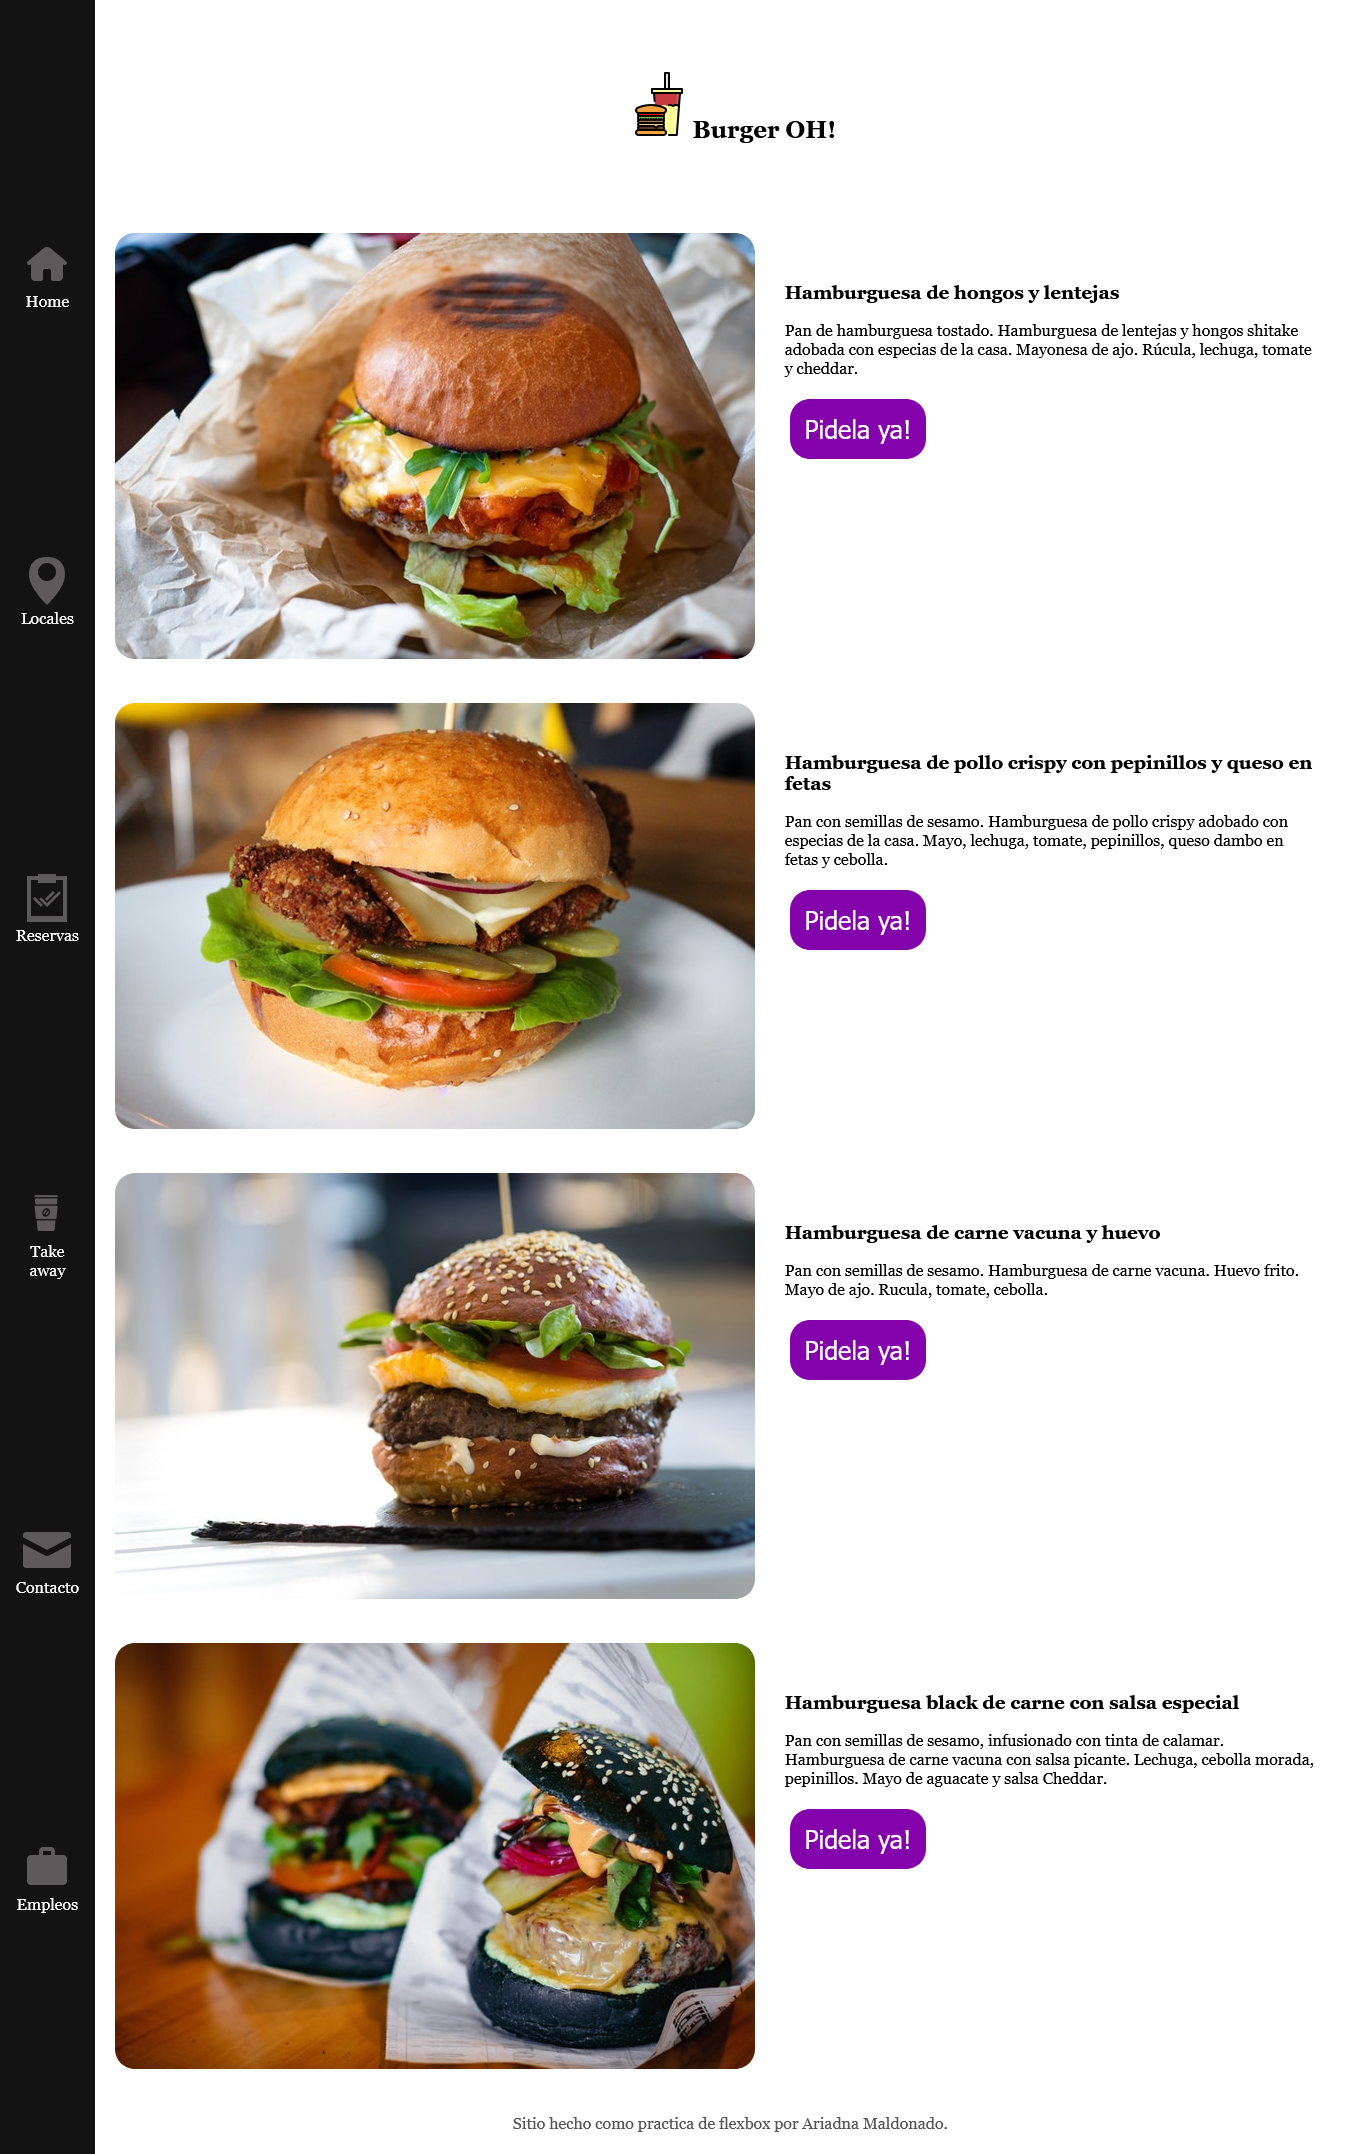 Burger OH!
Home
Locales
Reservas
Take
away
Contacto
Empleos
Hamburguesa de hongos y lentejas
Pan de hamburguesa tostado. Hamburguesa de lentejas y hongos shitake
adobada con especias de la casa. Mayonesa de ajo. Rúcula, lechuga, tomate
y cheddar.
Pidela ya!
Hamburguesa de pollo crispy con pepinillos y queso en
fetas
Pan con semillas de sesamo. Hamburguesa de pollo crispy adobado con
especias de la casa. Mayo, lechuga, tomate, pepinillos, queso dambo en
fetas y cebolla.
Pidela ya!
Hamburguesa de carne vacuna y huevo
Pan con semillas de sesamo. Hamburguesa de carne vacuna. Huevo frito.
Mayo de ajo. Rucula, tomate, cebolla.
Pidela ya!
Hamburguesa black de carne con salsa especial
Pan con semillas de sesamo, infusionado con tinta de calamar.
Hamburguesa de carne vacuna con salsa picante. Lechuga, cebolla morada,
pepinillos. Mayo de aguacate y salsa Cheddar.
Pidela ya!
Sitio hecho como practica de flexbox por Ariadna Maldonado.